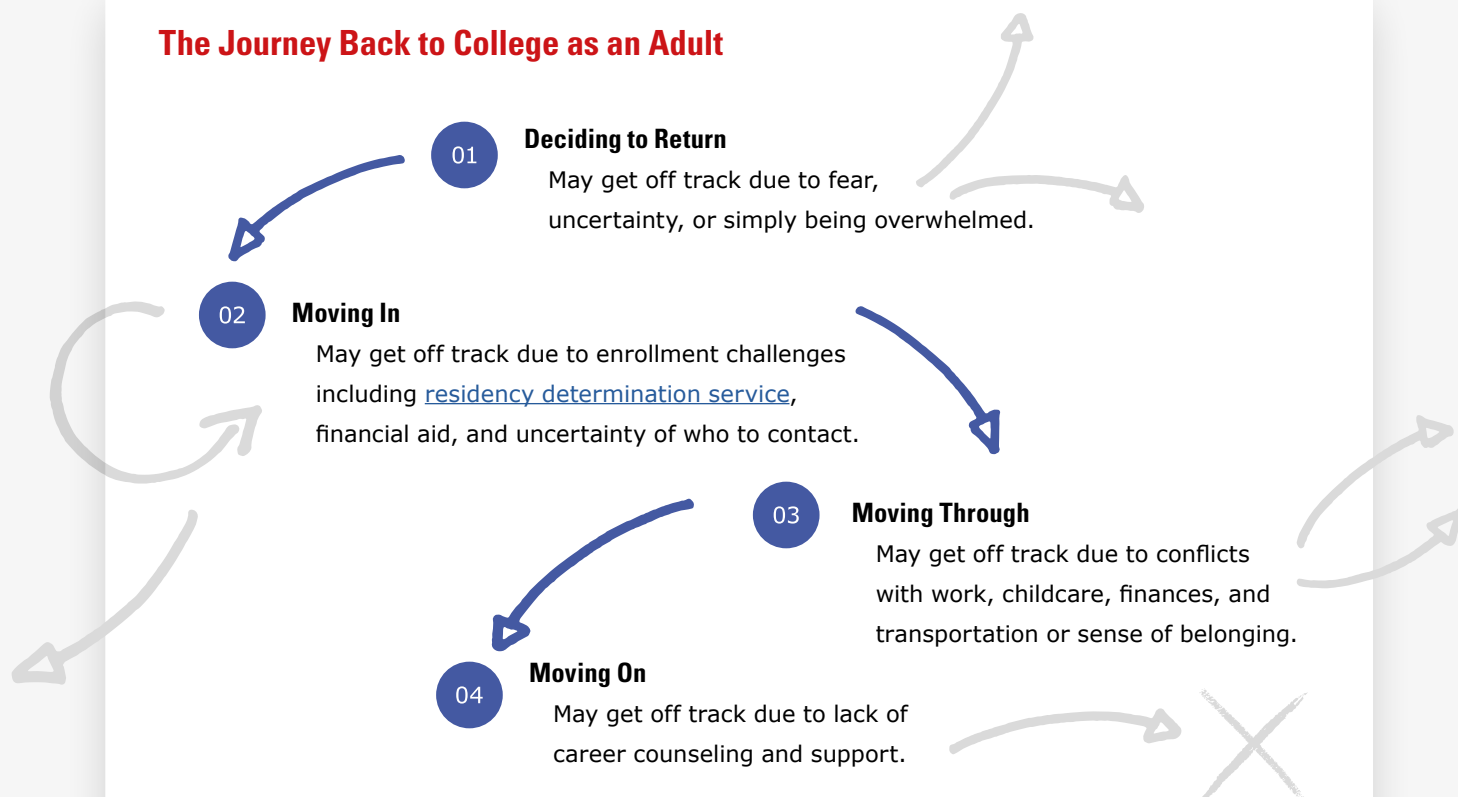 The Journey Back to College as an Adult
01
Deciding to Return
May get off track due to fear,
uncertainty, or simply being overwhelmed.
02
Moving In
May get off track due to enrollment challenges
including residency determination service,
financial aid, and uncertainty of who to contact.
03
Moving Through
May get off track due to conflicts
with work, childcare, finances, and
transportation or sense of belonging.
04
Moving On
May get off track due to lack of
career counseling and support.